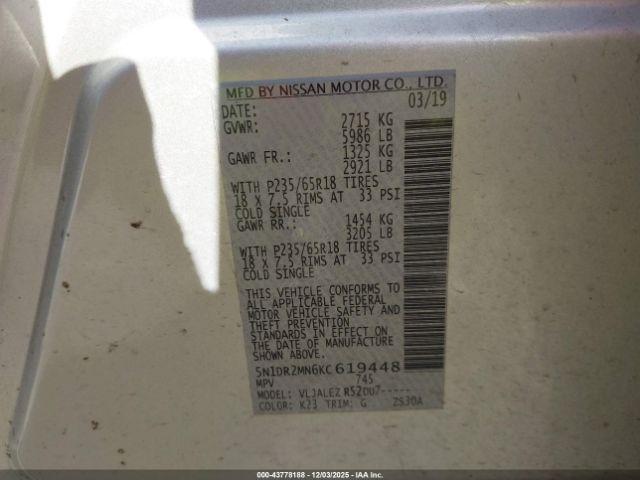 MFD BY NISSAN MOTOR CO., LTD.
DATE: 03/19
GVWR: 2715 KG
5986 LB
GAWR FR.: 1325 KG
2921 LB
WITH P235/65R18 TIRES
18 X 7.5 RIMS AT 33 PSI
COLD SINGLE
GAWR RR.: 1454 KG
3205 LB
WITH P235/65R18 TIRES
18 X 7.5 RIMS AT 33 PSI
COLD SINGLE
THIS VEHICLE CONFORMS TO
ALL APPLICABLE FEDERAL
MOTOR VEHICLE SAFETY AND
THEFT PREVENTION
STANDARDS IN EFFECT ON
THE DATE OF MANUFACTURE
SHOWN ABOVE.
5N1DR2MN6KC619448
MPV 745
MODEL: VLJALEZ R52DU7-----
COLOR: K23 TRIM: G ZS30A
000-43778188 - 12/03/2025 - IAA Inc.